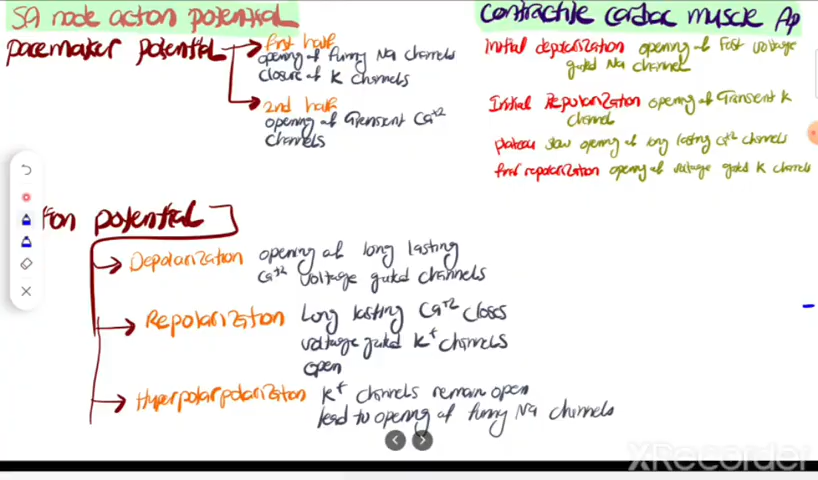 SA node action potential
pacemaker potential
first half
opening of funny Na channels
closure of K channels
2nd half
opening of Transient Ca+2
channels
Contractile cardiac muscle Ap
Initial depolarization opening of Fast voltage
gated Na channel
Initial Repolarization opening of Transient K
channel
plateau slow opening of long lasting Ca+2 channels
final repolarization opening of voltage gated K channels
tion potential
Depolarization opening of long lasting
Ca+2 voltage gated channels
Repolarization Long lasting Ca+2 closes
voltage gated K+ channels
open
Hyperpolarpolarization K+ channels remain open
lead to opening of funny Na channels
XRecorder